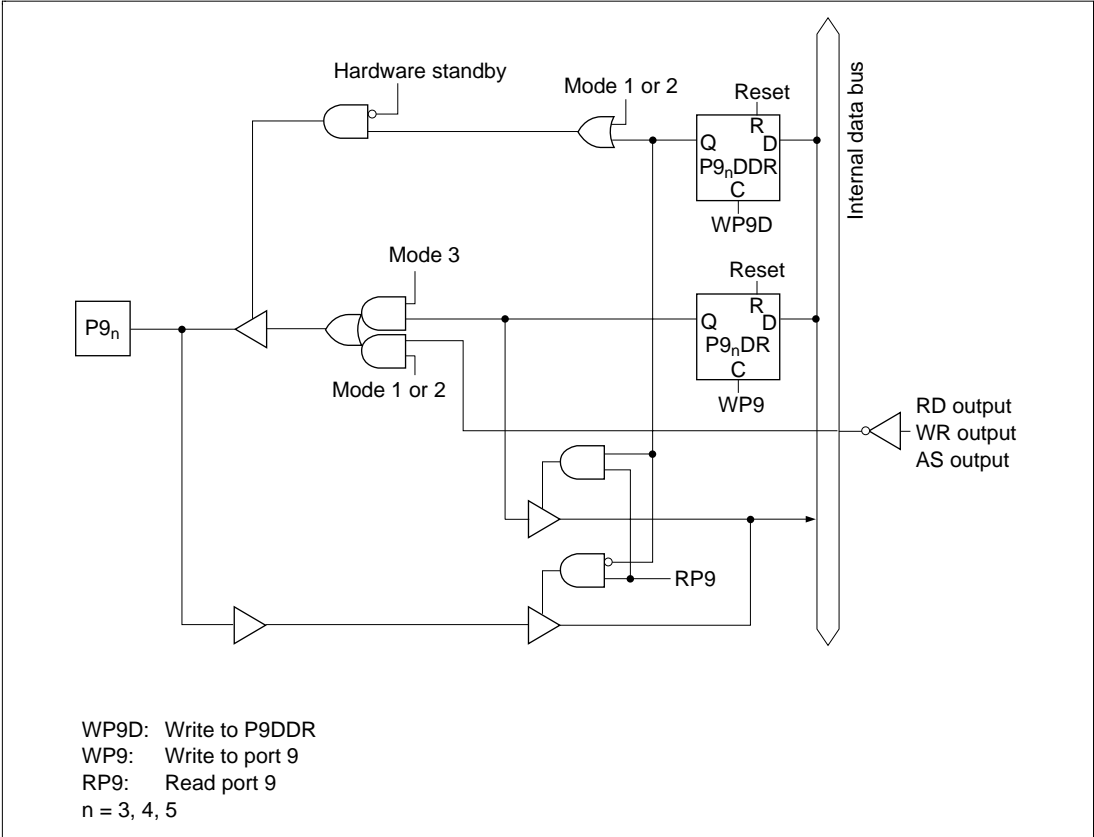 Hardware standby
Mode 1 or 2
Reset
R
Q
D
P9nDDR
C
WP9D
Internal data bus
Mode 3
Reset
R
Q
D
P9nDR
C
WP9
P9n
Mode 1 or 2
RD output
WR output
AS output
RP9
WP9D: Write to P9DDR
WP9: Write to port 9
RP9: Read port 9
n = 3, 4, 5